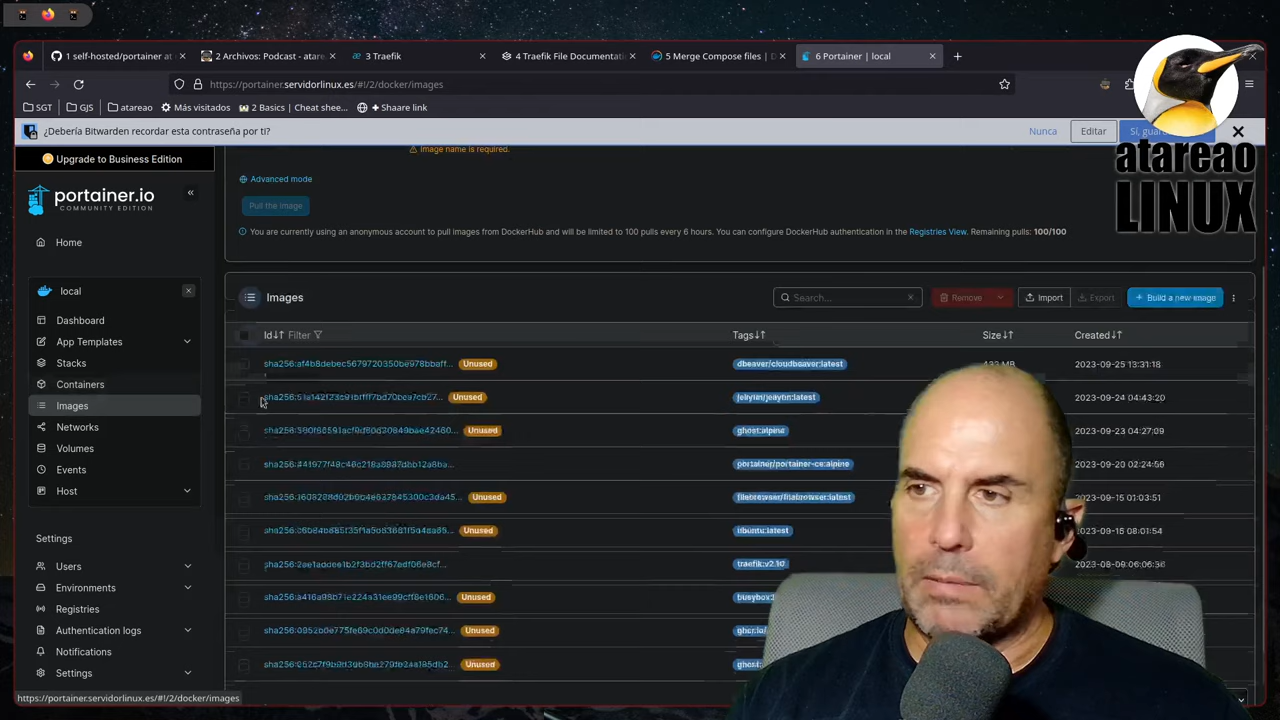 1 self-hosted/portainer at
2 Archivos: Podcast - atare
3 Traefik
4 Traefik File Documentati
5 Merge Compose files | D
6 Portainer | local
https://portainer.servidorlinux.es/#!/2/docker/images
SGT
GJS
atareao
Más visitados
2 Basics | Cheat shee...
Shaare link
¿Debería Bitwarden recordar esta contraseña por ti?
Nunca
Editar
atareao
LINUX
Upgrade to Business Edition
portainer.io
COMMUNITY EDITION
Home
local
Dashboard
App Templates
Stacks
Containers
Images
Networks
Volumes
Events
Host
Settings
Users
Environments
Registries
Authentication logs
Notifications
Settings
Image name is required.
Advanced mode
Pull the image
You are currently using an anonymous account to pull images from DockerHub and will be limited to 100 pulls every 6 hours. You can configure DockerHub authentication in the Registries View. Remaining pulls: 100/100
Images
Search...
Remove
Import
Export
Build a new image
Id Filter Tags Size Created
Unused dbeaver/cloudbeaver:latest 433 MB 2023-09-25 13:31:18
Unused jellyfin/jellyfin:latest 2023-09-24 04:43:20
Unused ghost:alpine 2023-09-23 04:27:09
portainer/portainer-ce:alpine 2023-09-20 02:24:56
Unused filebrowser/filebrowser:latest 2023-09-15 01:03:51
Unused ubuntu:latest
traefik:v2.10
Unused
Unused
Unused
https://portainer.servidorlinux.es/#!/2/docker/images